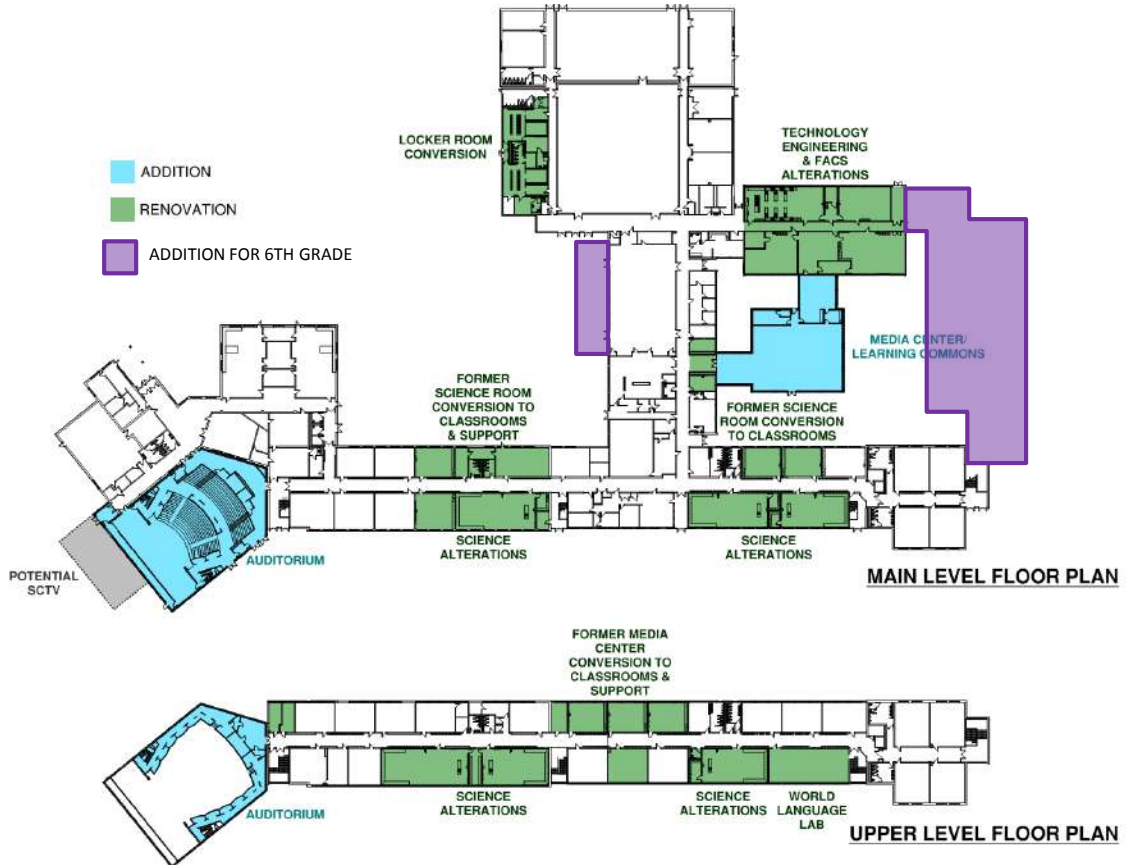 LOCKER ROOM
CONVERSION
TECHNOLOGY
ENGINEERING
& FACS
ALTERATIONS
ADDITION
RENOVATION
ADDITION FOR 6TH GRADE
MEDIA CENTER/
LEARNING COMMONS
FORMER
SCIENCE ROOM
CONVERSION TO
CLASSROOMS
& SUPPORT
FORMER SCIENCE
ROOM CONVERSION
TO CLASSROOMS
AUDITORIUM
SCIENCE
ALTERATIONS
SCIENCE
ALTERATIONS
POTENTIAL
SCTV
MAIN LEVEL FLOOR PLAN
FORMER MEDIA
CENTER
CONVERSION TO
CLASSROOMS &
SUPPORT
AUDITORIUM
SCIENCE
ALTERATIONS
SCIENCE
ALTERATIONS
WORLD
LANGUAGE
LAB
UPPER LEVEL FLOOR PLAN